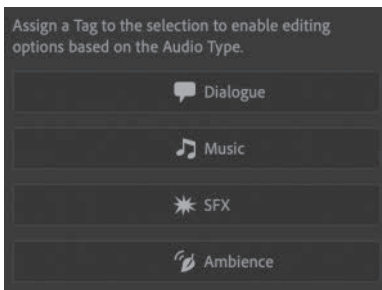 Assign a Tag to the selection to enable editing
options based on the Audio Type.
Dialogue
Music
SFX
Ambience